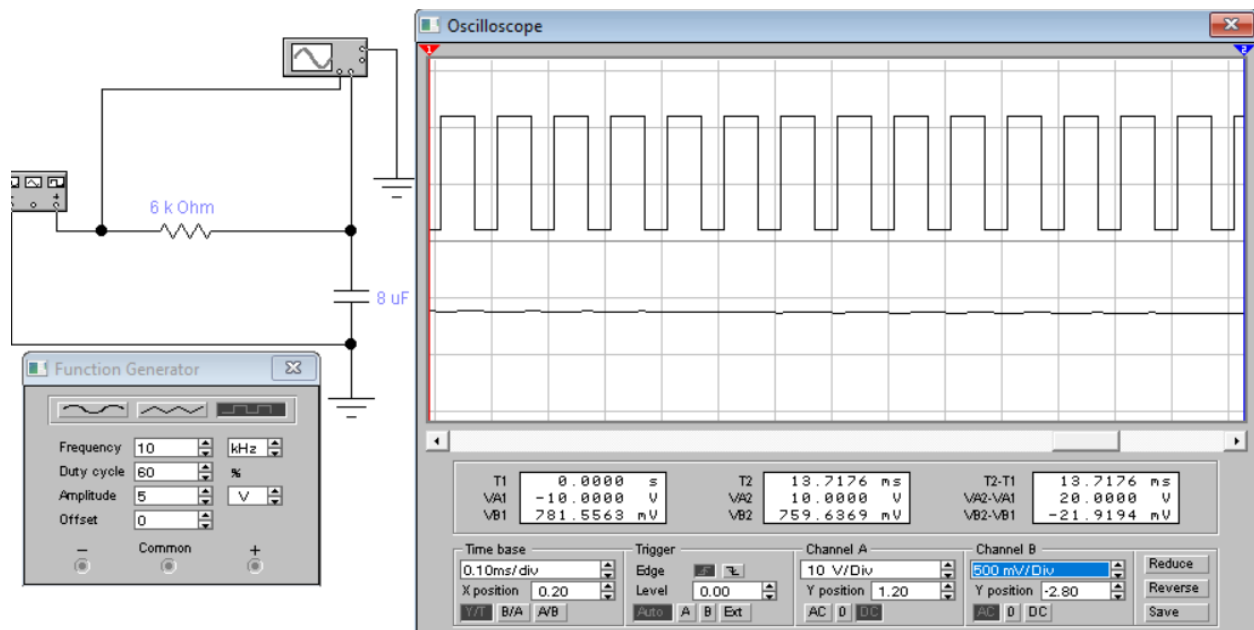 Oscilloscope
1
2
6 k Ohm
8 uF
Function Generator
Frequency 10 kHz
Duty cycle 60 %
Amplitude 5 V
Offset 0
− Common +
T1 0.0000 s
VA1 -10.0000 V
VB1 781.5563 mV
T2 13.7176 ms
VA2 10.0000 V
VB2 759.6369 mV
T2-T1 13.7176 ms
VA2-VA1 20.0000 V
VB2-VB1 -21.9194 mV
Time base
0.10ms/div
X position 0.20
Y/T B/A A/B
Trigger
Edge
Level 0.00
Auto A B Ext
Channel A
10 V/Div
Y position 1.20
AC 0 DC
Channel B
500 mV/Div
Y position -2.80
AC 0 DC
Reduce
Reverse
Save